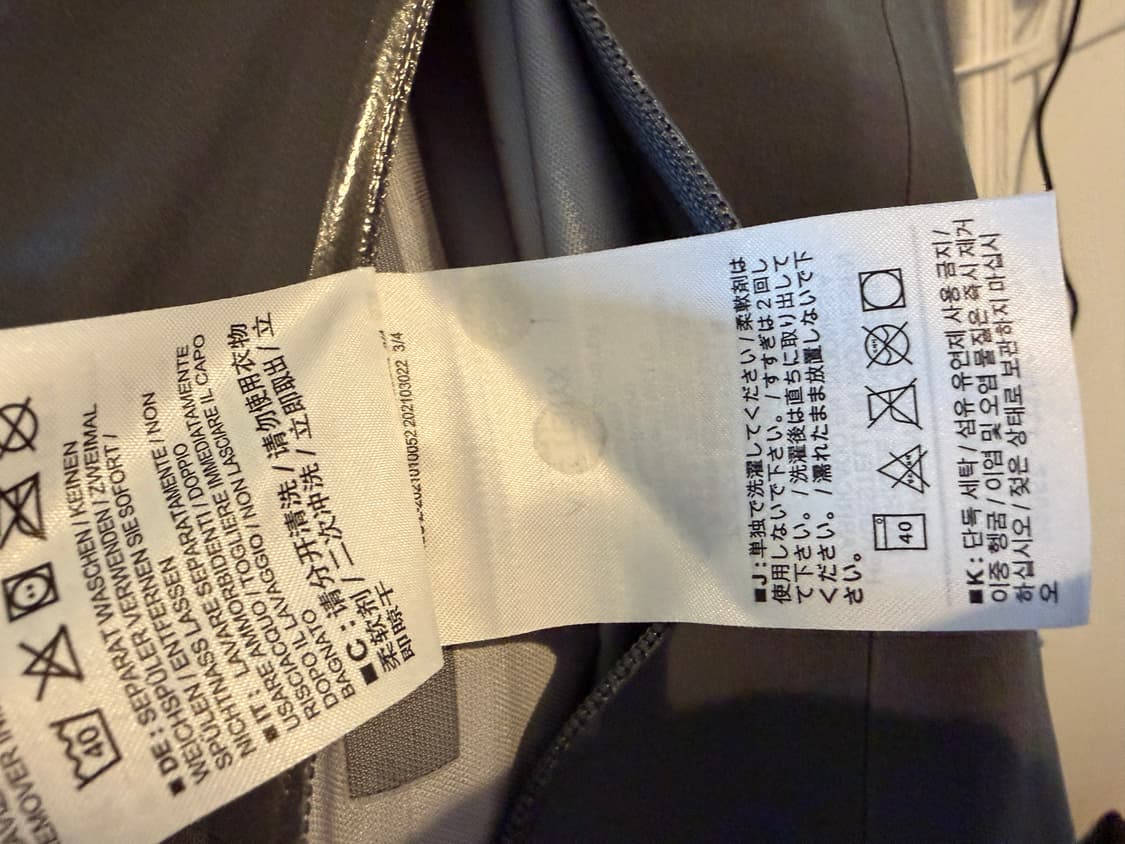 40
■DE : SEPARAT WASCHEN / KEINEN
WEICHSPÜLER VERWENDEN / ZWEIMAL
SPÜLEN / ENTFERNEN SIE SOFORT /
NICHT NASS LASSEN
■IT : LAVARE SEPARATAMENTE / NON
USARE AMMORBIDENTI / DOPPIO
RISCIACQUO / TOGLIERE IMMEDIATAMENTE
DOPO IL LAVAGGIO / NON LASCIARE IL CAPO
BAGNATO
■C : 请分开清洗 / 请勿使用衣物
柔软剂 / 二次冲洗 / 立即取出 / 立
即晾干
202103022 3/4
■J : 単独で洗濯してください / 柔軟剤は
使用しないで下さい。/ すすぎは2回し
て下さい。/ 洗濯後は直ちに取り出して
ください。/ 濡れたまま放置しないで下
さい。
40
■K : 단독 세탁 / 섬유 유연제 사용 금지 /
이중 헹굼 / 이염 및 오염 물질은 즉시 제거
하십시오 / 젖은 상태로 보관하지 마십시
오